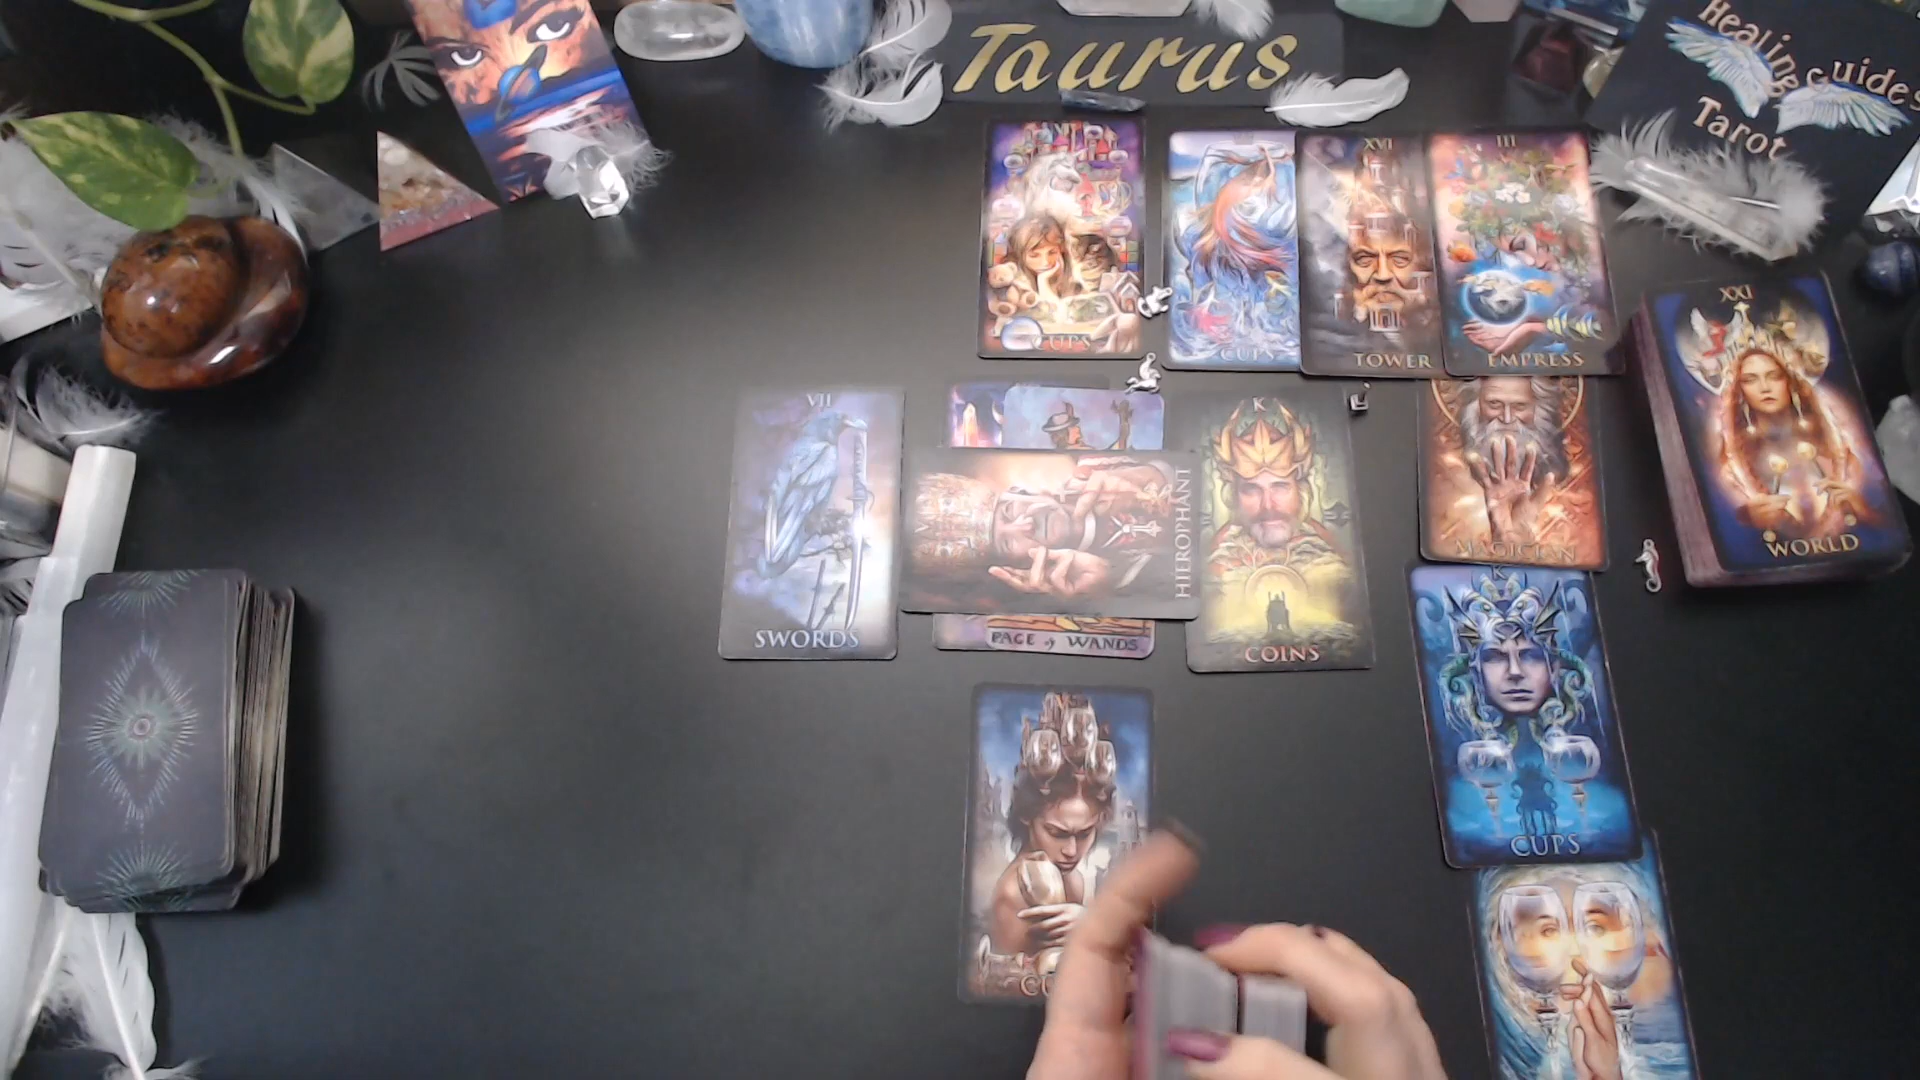 Taurus
Healing
Guides
Tarot
CUPS
CUPS
XVI
TOWER
III
EMPRESS
XXI
WORLD
VII
SWORDS
HIEROPHANT
PAGE of WANDS
K
COINS
MAGICIAN
K
CUPS